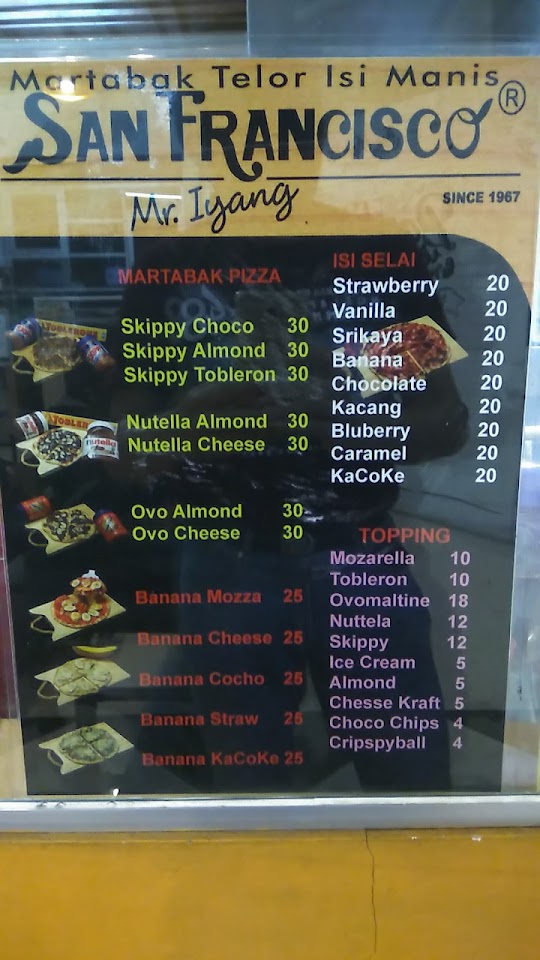 Martabak Telor Isi Manis
SAN FRANCISCO ®
Mr. Iyang
SINCE 1967
MARTABAK PIZZA
Skippy Choco 30
Skippy Almond 30
Skippy Tobleron 30
Nutella Almond 30
Nutella Cheese 30
Ovo Almond 30
Ovo Cheese 30
Banana Mozza 25
Banana Cheese 25
Banana Cocho 25
Banana Straw 25
Banana KaCoKe 25
ISI SELAI
Strawberry 20
Vanilla 20
Srikaya 20
Banana 20
Chocolate 20
Kacang 20
Bluberry 20
Caramel 20
KaCoKe 20
TOPPING
Mozarella 10
Tobleron 10
Ovomaltine 18
Nuttela 12
Skippy 12
Ice Cream 5
Almond 5
Chesse Kraft 5
Choco Chips 4
Cripspyball 4